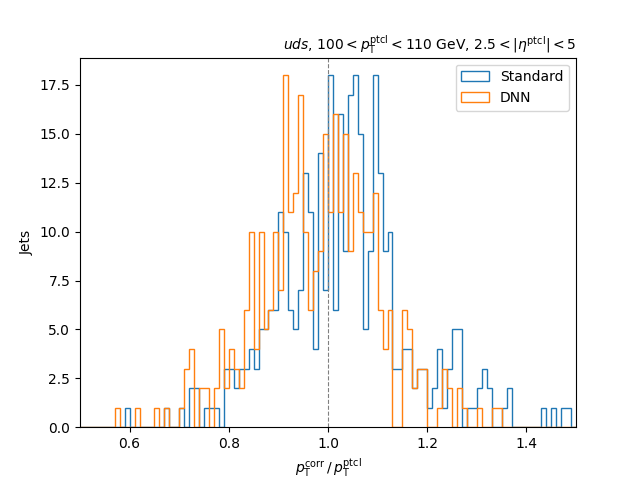 uds, 100 < p_T^ptcl < 110 GeV, 2.5 < |η^ptcl| < 5
Standard
DNN
17.5
15.0
12.5
10.0
7.5
5.0
2.5
0.0
Jets
0.6
0.8
1.0
1.2
1.4
p_T^corr / p_T^ptcl